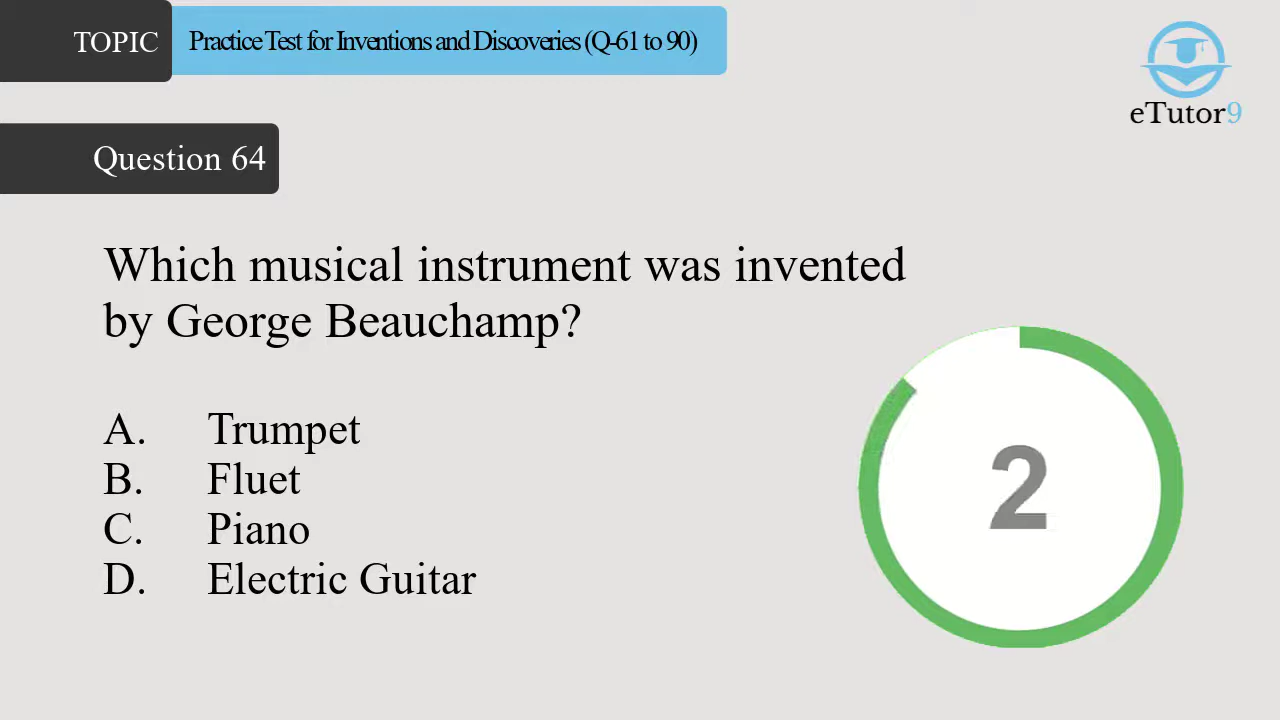 TOPIC
Practice Test for Inventions and Discoveries (Q-61 to 90)
eTutor9
Question 64
Which musical instrument was invented
by George Beauchamp?
A. Trumpet
B. Fluet
C. Piano
D. Electric Guitar
2